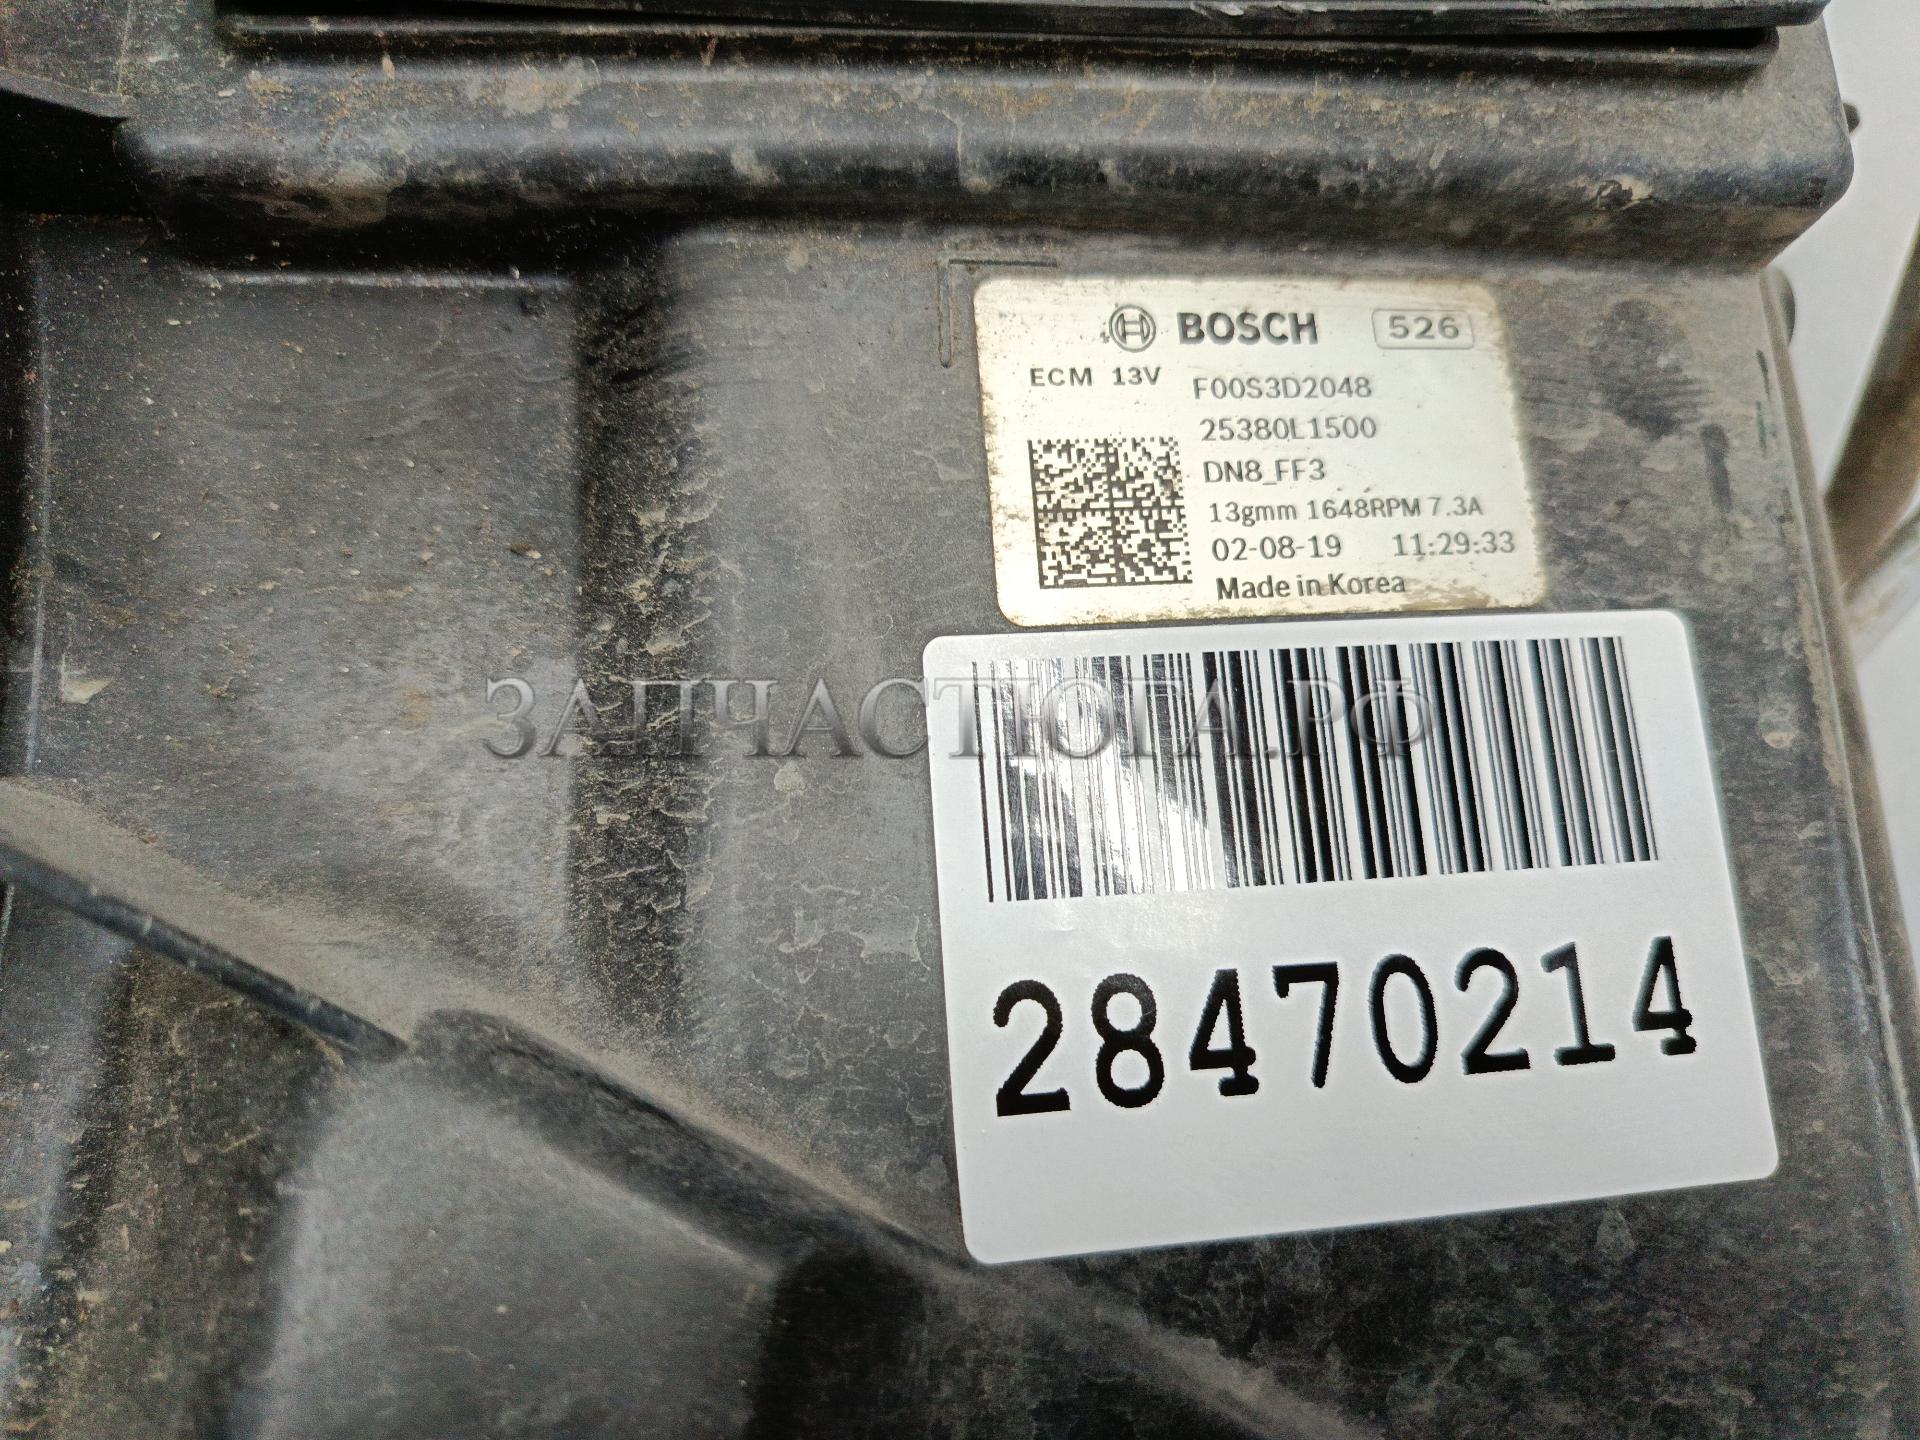 BOSCH 526
ECM 13V F00S3D2048
25380L1500
DN8_FF3
13gmm 1648RPM 7.3A
02-08-19 11:29:33
Made in Korea
ЗАПЧАСТЮГА.РФ
28470214